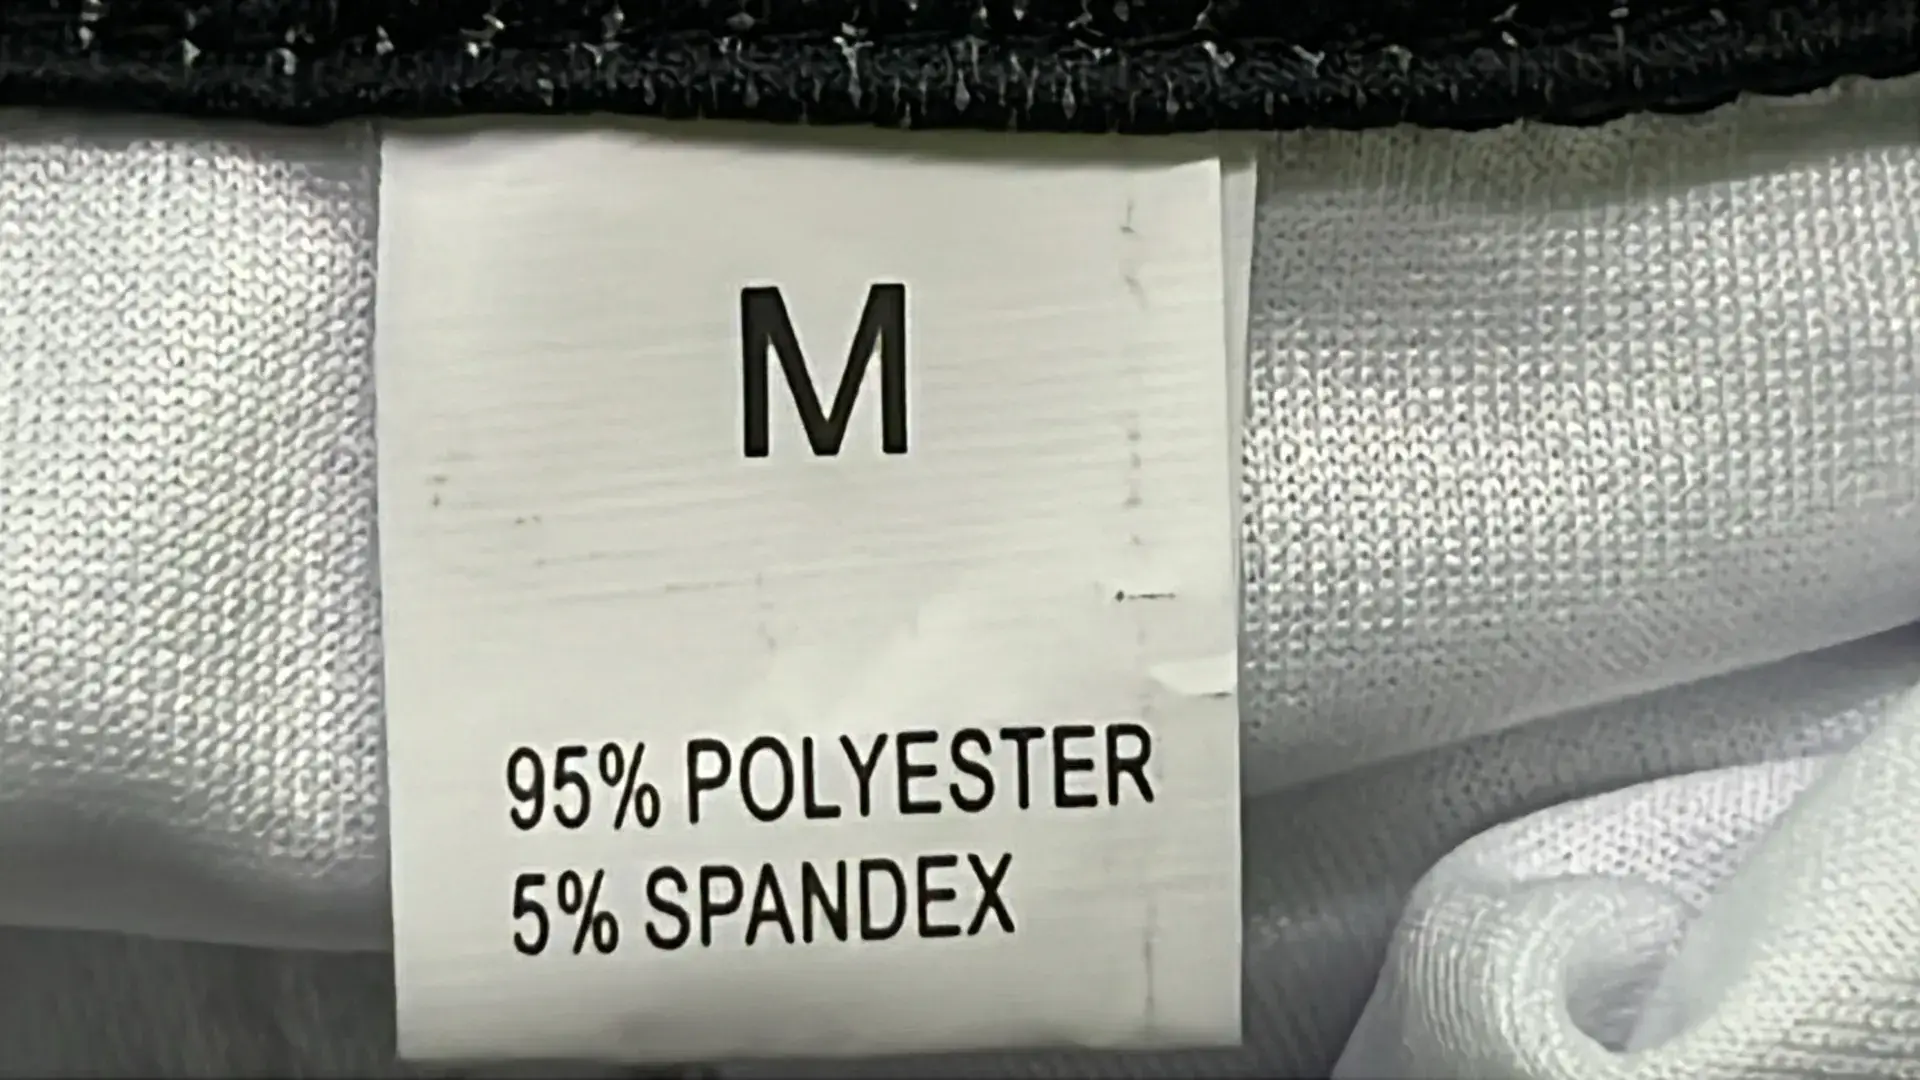 M
95% POLYESTER
5% SPANDEX